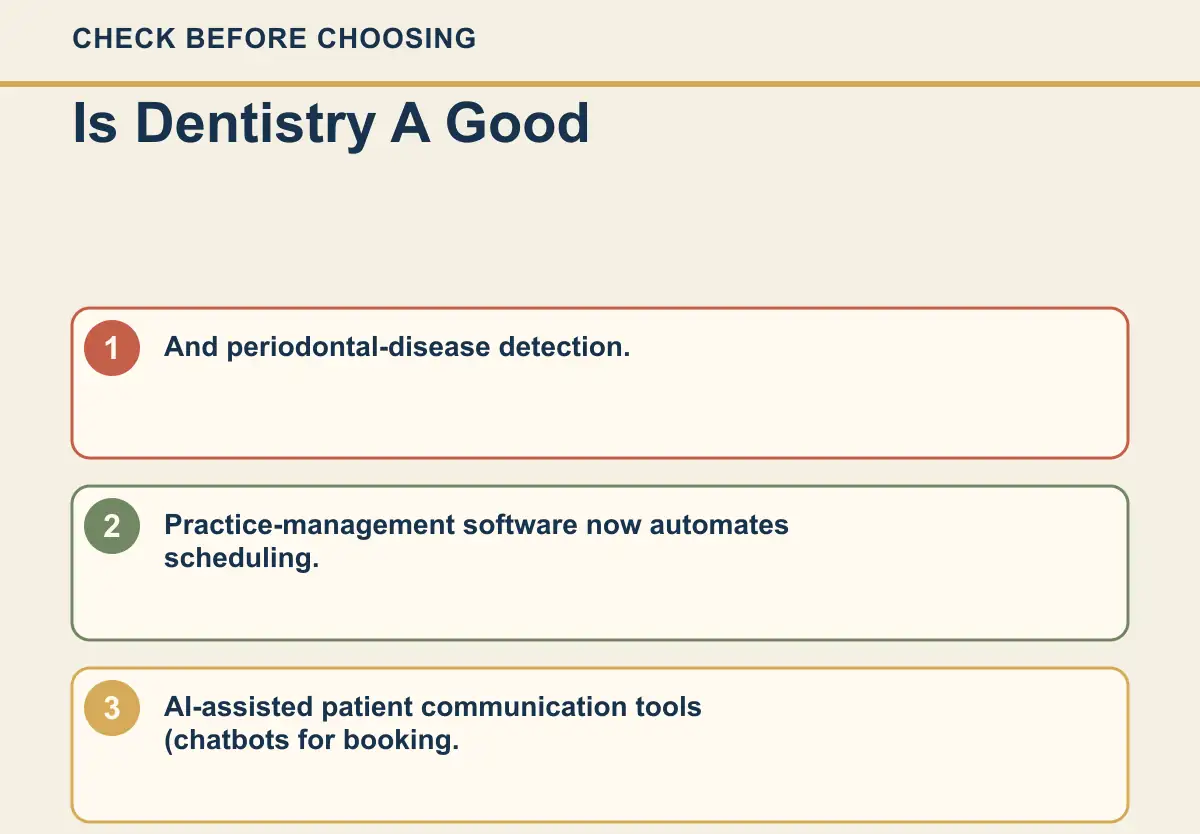 CHECK BEFORE CHOOSING
Is Dentistry A Good
1
And periodontal-disease detection.
2
Practice-management software now automates
scheduling.
3
AI-assisted patient communication tools
(chatbots for booking.